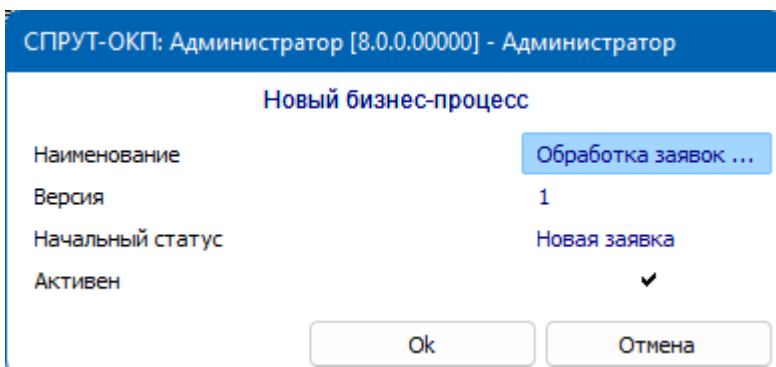 СПРУТ-ОКП: Администратор [8.0.0.00000] - Администратор
Новый бизнес-процесс
Наименование Обработка заявок ...
Версия 1
Начальный статус Новая заявка
Активен ✔
Ok Отмена